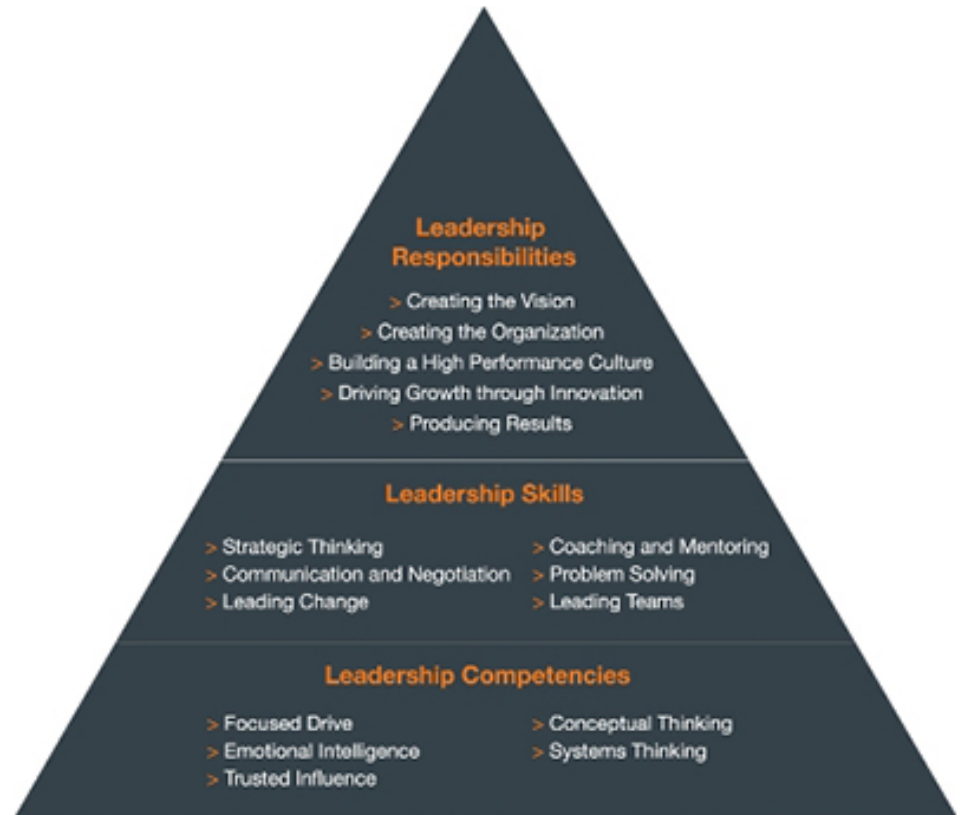 Leadership
Responsibilities
> Creating the Vision
> Creating the Organization
> Building a High Performance Culture
> Driving Growth through Innovation
> Producing Results
Leadership Skills
> Strategic Thinking
> Communication and Negotiation
> Leading Change
> Coaching and Mentoring
> Problem Solving
> Leading Teams
Leadership Competencies
> Focused Drive
> Emotional Intelligence
> Trusted Influence
> Conceptual Thinking
> Systems Thinking